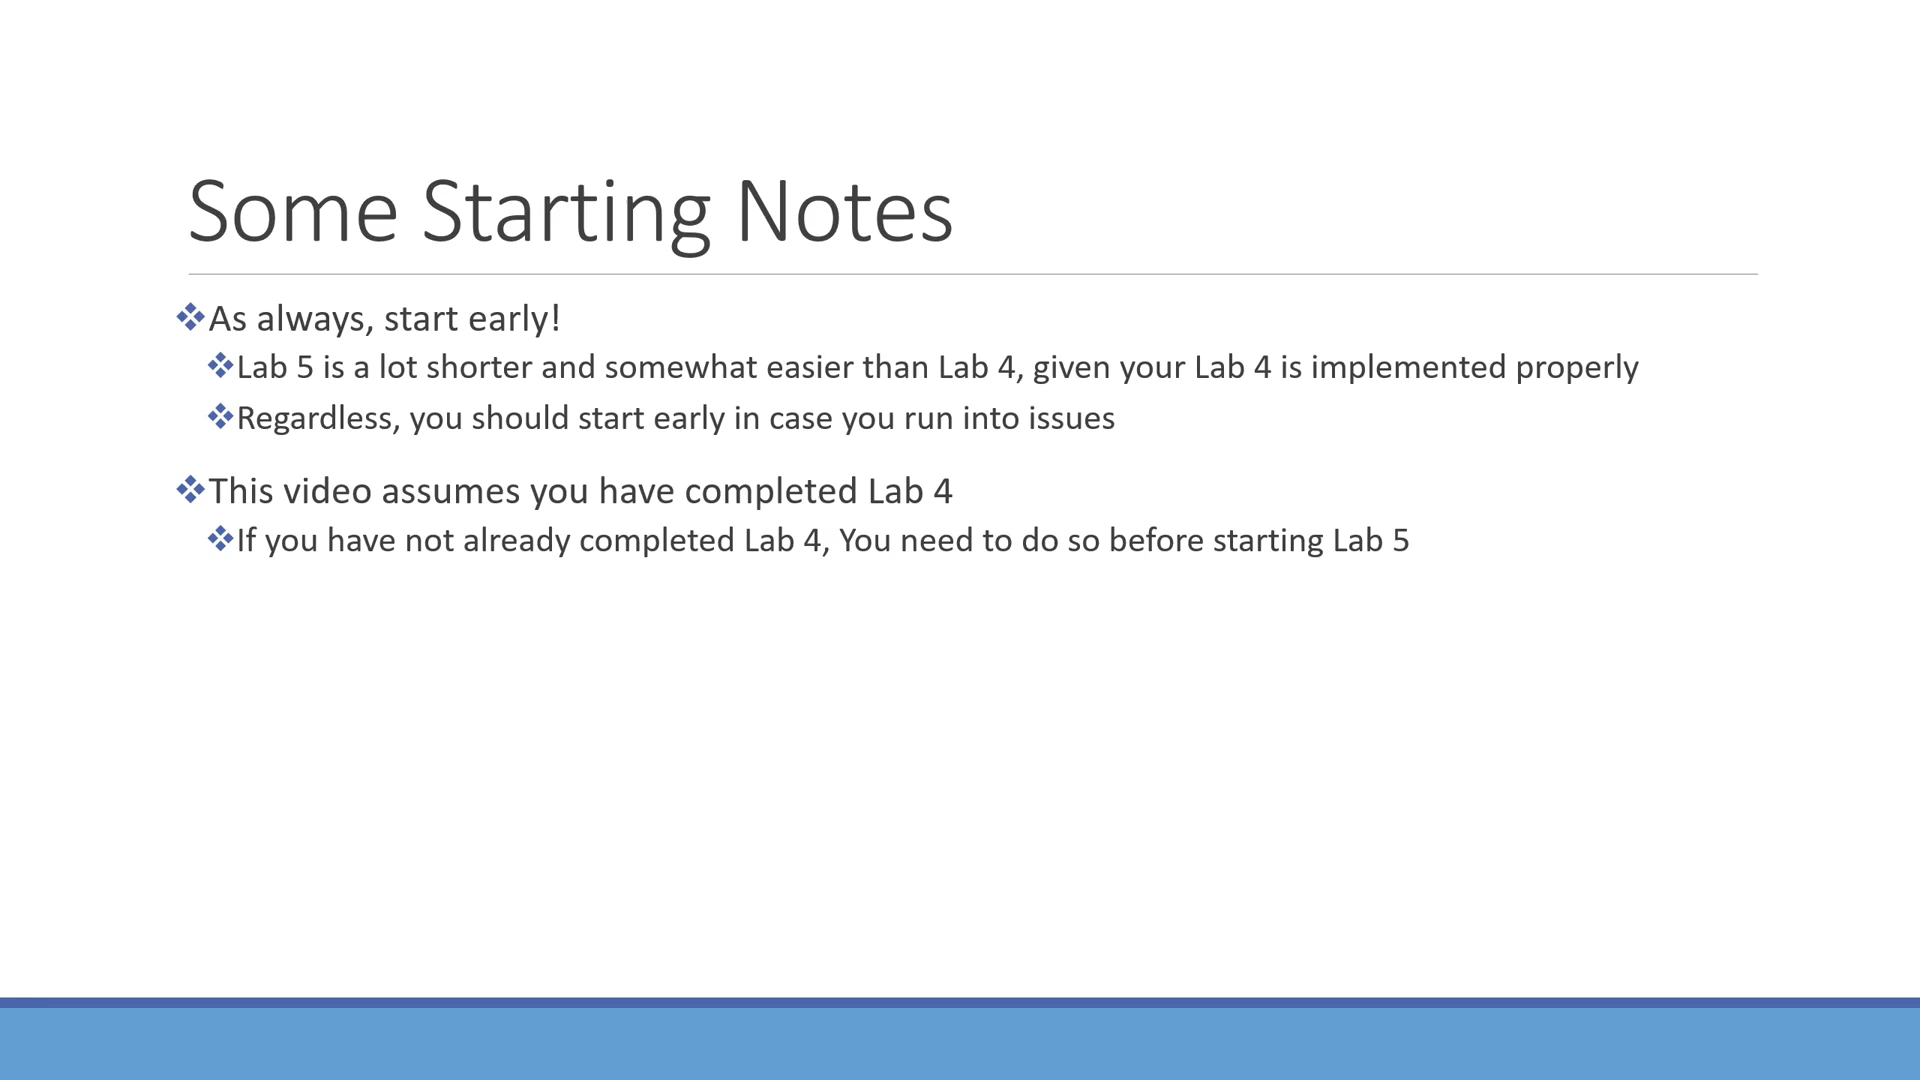 Some Starting Notes
❖As always, start early!
❖Lab 5 is a lot shorter and somewhat easier than Lab 4, given your Lab 4 is implemented properly
❖Regardless, you should start early in case you run into issues
❖This video assumes you have completed Lab 4
❖If you have not already completed Lab 4, You need to do so before starting Lab 5